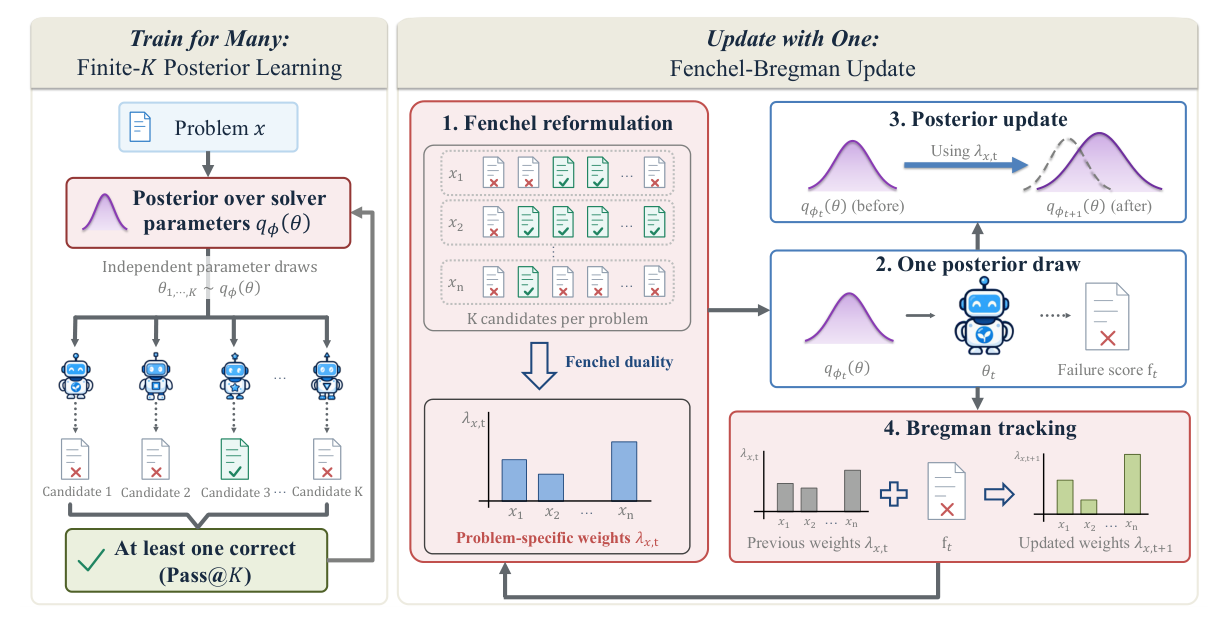 Train for Many:
Finite-K Posterior Learning
Problem x
Posterior over solver
parameters qϕ(θ)
Independent parameter draws
θ1,⋯,K ~ qϕ(θ)
...
Candidate 1
Candidate 2
Candidate 3
...
Candidate K
At least one correct
(Pass@K)
Update with One:
Fenchel-Bregman Update
1. Fenchel reformulation
x1
...
x2
...
⋮
xn
...
K candidates per problem
Fenchel duality
λx,t
x1
x2
...
xn
Problem-specific weights λx,t
3. Posterior update
Using λx,t
qϕt(θ) (before)
qϕt+1(θ) (after)
2. One posterior draw
qϕt(θ)
θt
Failure score ft
4. Bregman tracking
λx,t
x1
x2
...
xn
Previous weights λx,t
ft
λx,t+1
x1
x2
...
xn
Updated weights λx,t+1